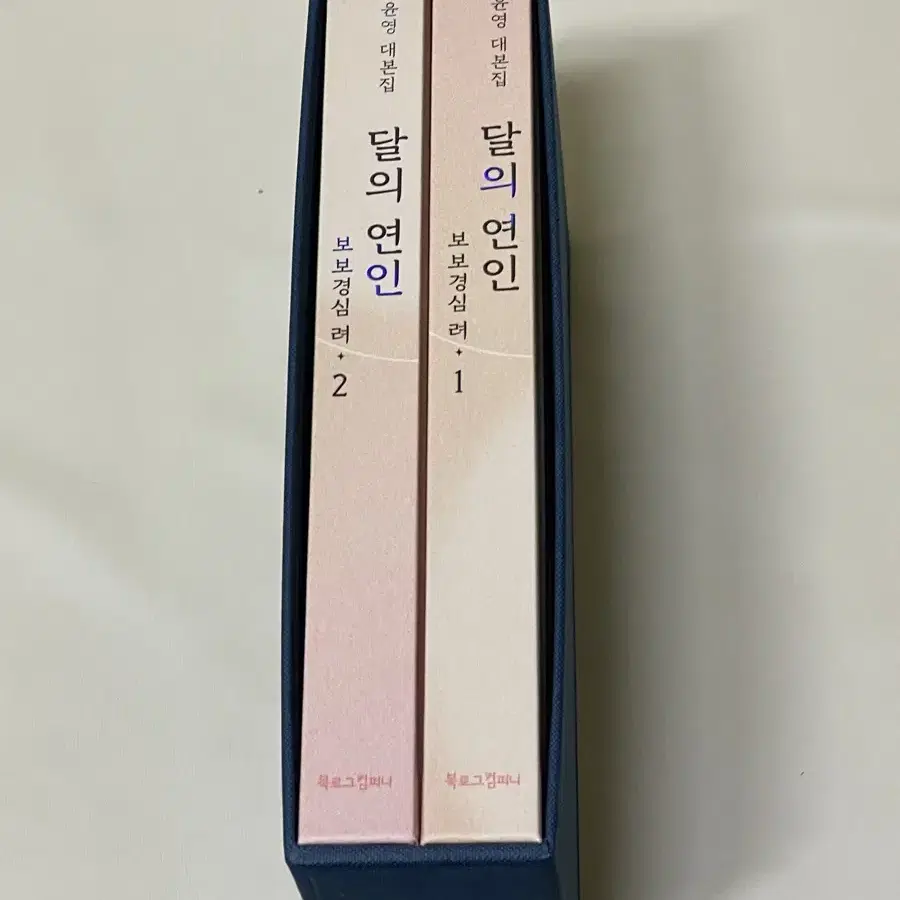 윤영 대본집
달의 연인
보보경심 려
2
북로그컴퍼니
윤영 대본집
달의 연인
보보경심 려
1
북로그컴퍼니